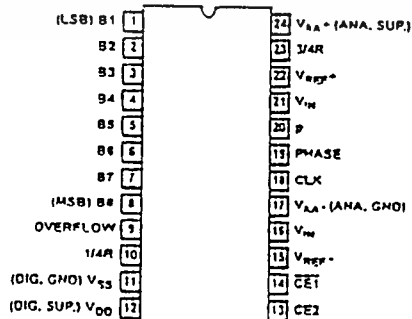 (LSB) B1 1
B2 2
B3 3
B4 4
B5 5
B6 6
B7 7
(MSB) B8 8
OVERFLOW 9
1/4R 10
(DIG. GND) VSS 11
(DIG. SUP.) VDD 12
24 VAA+ (ANA. SUP.)
23 3/4R
22 VREF+
21 VIN
20 p
19 PHASE
18 CLK
17 VAA- (ANA. GND)
16 VIN
15 VREF-
14 CE1
13 CE2